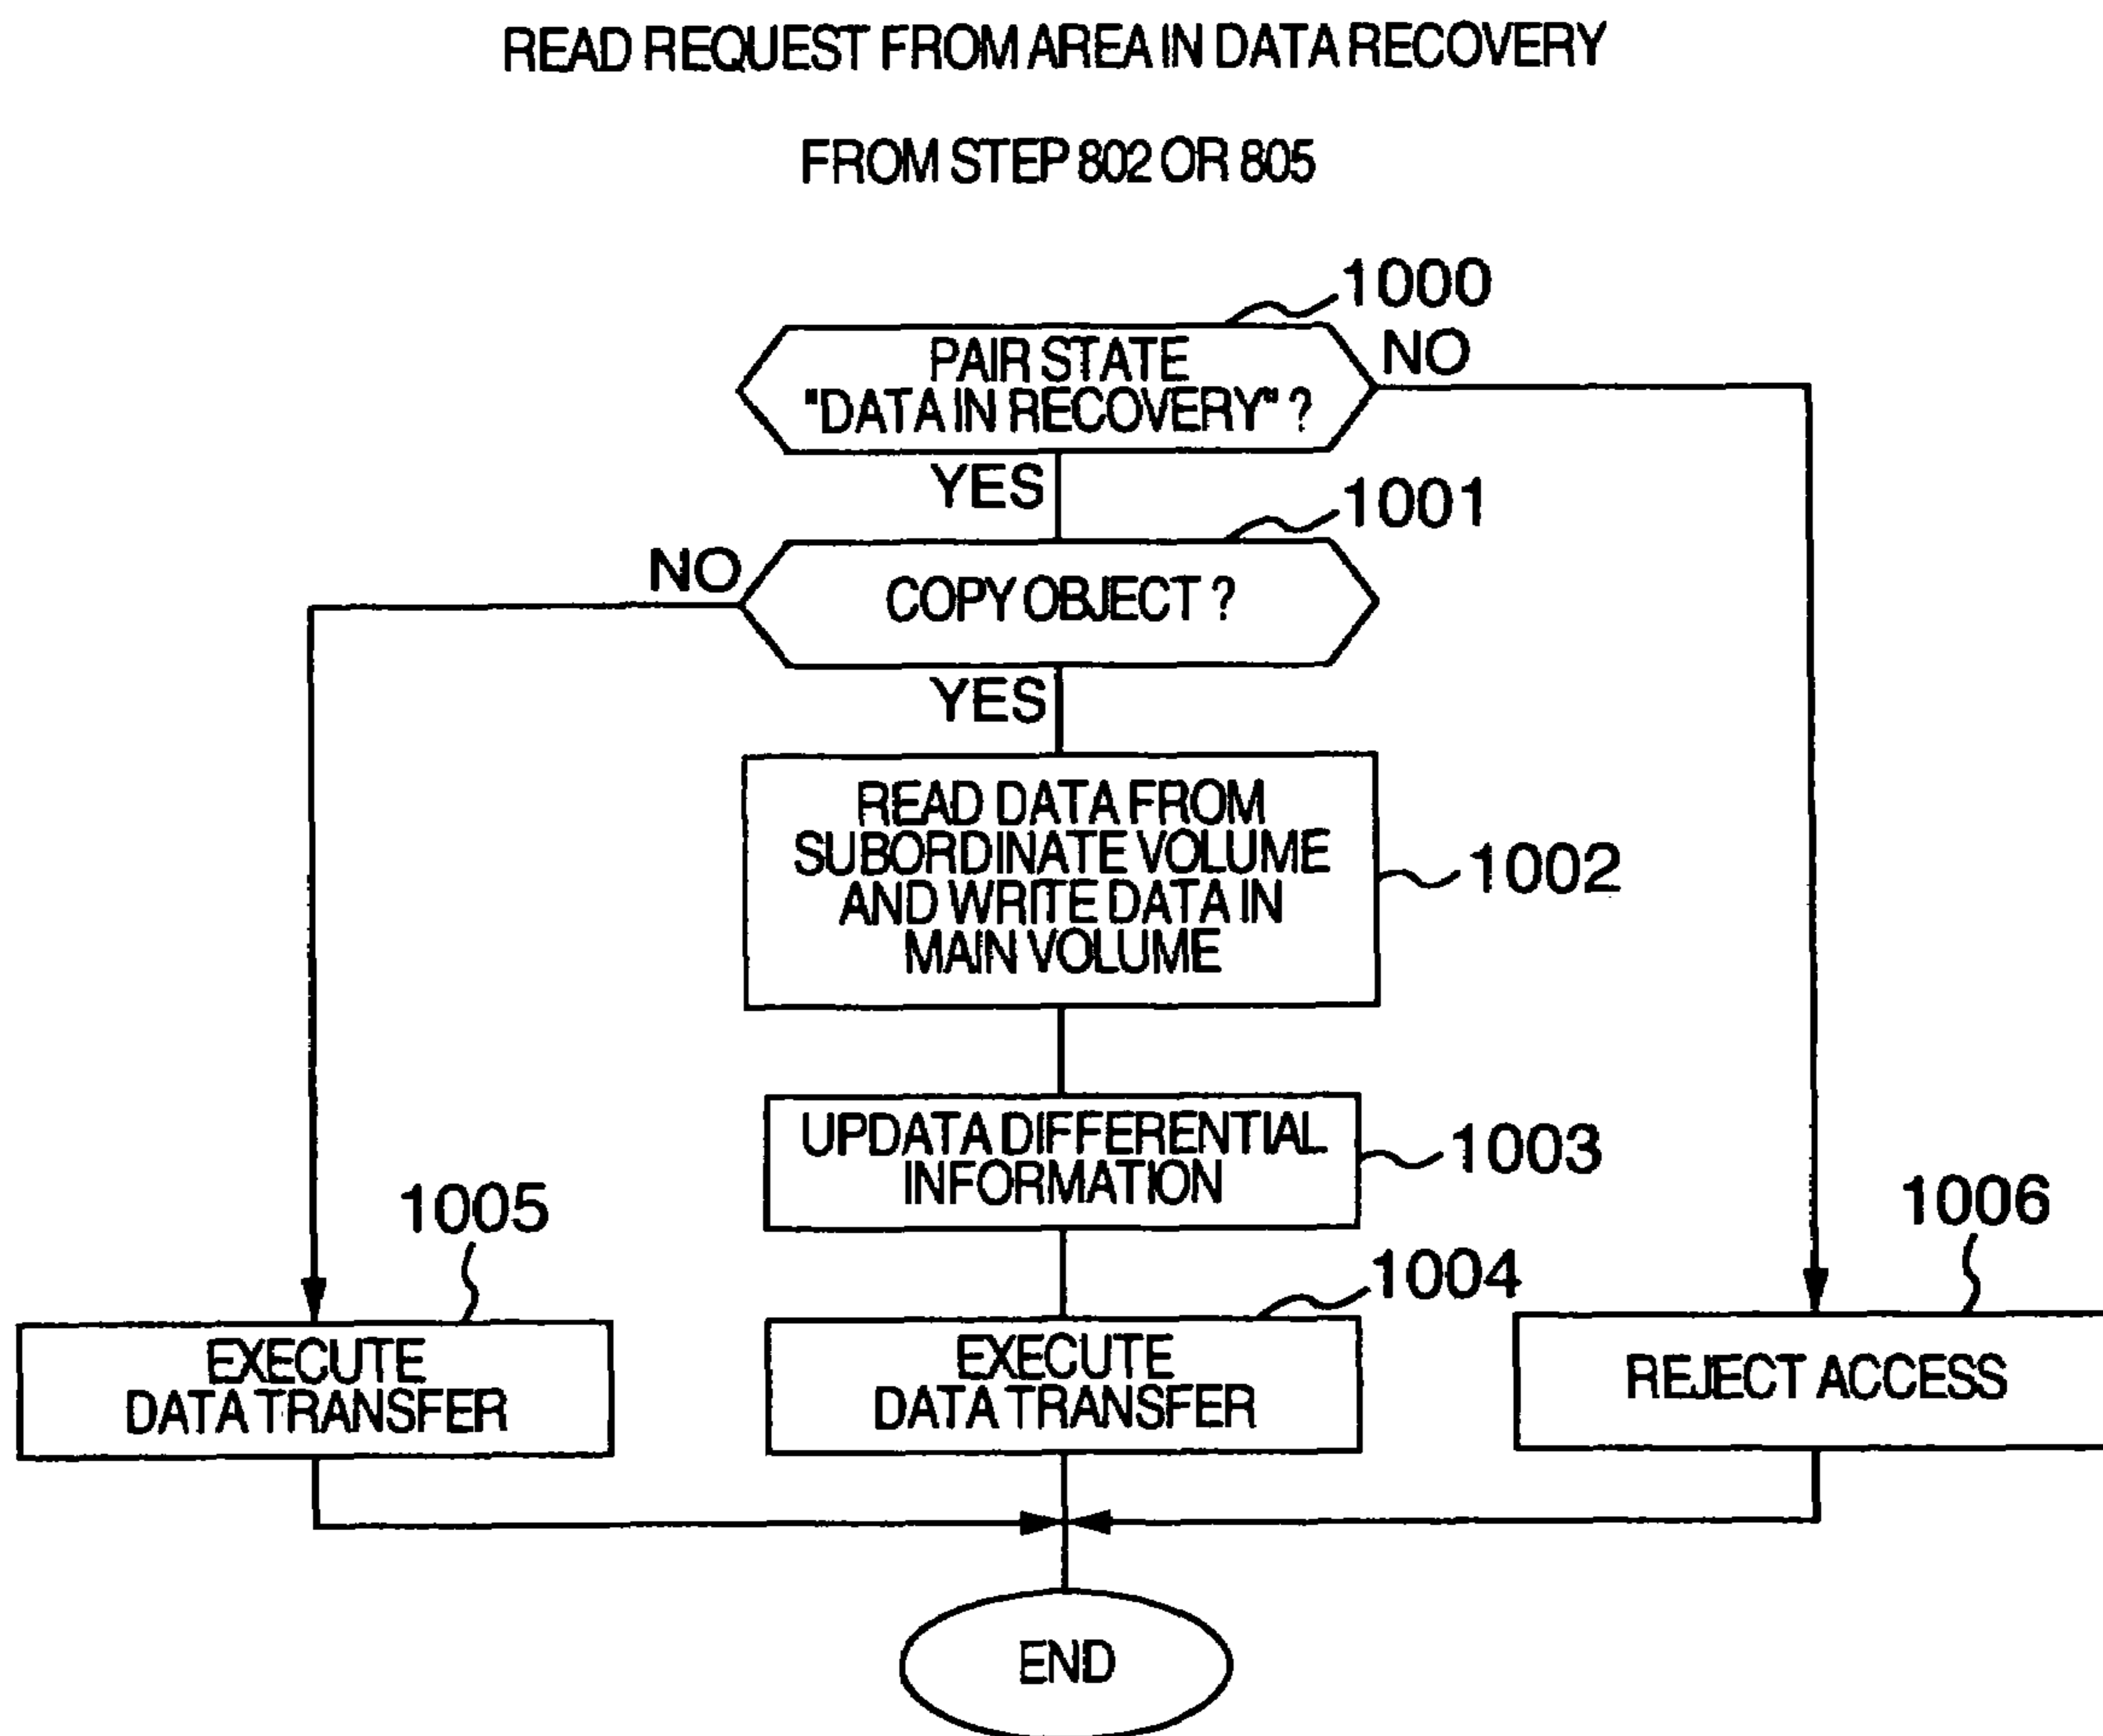 READ REQUEST FROM AREA IN DATA RECOVERY
FROM STEP 802 OR 805
1000
PAIR STATE
"DATA IN RECOVERY" ?
NO
YES
1001
NO
COPY OBJECT ?
YES
READ DATA FROM
SUBORDINATE VOLUME
AND WRITE DATA IN
MAIN VOLUME
1002
UPDATA DIFFERENTIAL
INFORMATION
1003
1005
1004
1006
EXECUTE
DATA TRANSFER
EXECUTE
DATA TRANSFER
REJECT ACCESS
END